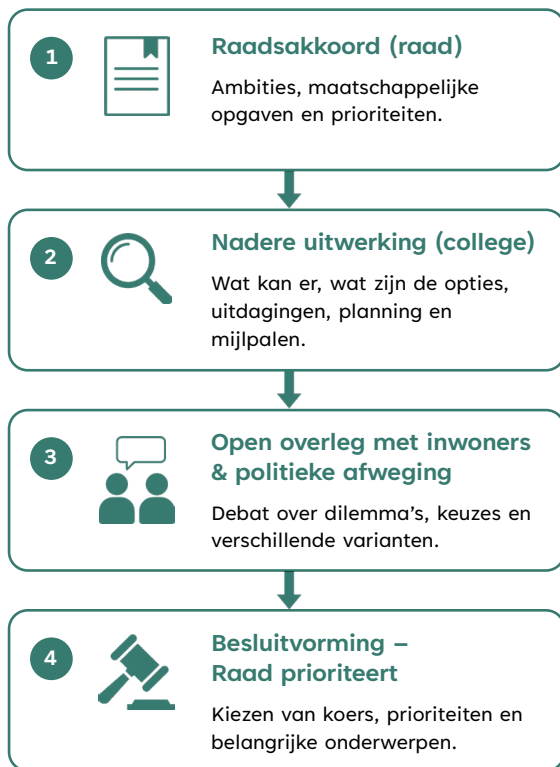 1
Raadsakkoord (raad)
Ambities, maatschappelijke
opgaven en prioriteiten.
2
Nadere uitwerking (college)
Wat kan er, wat zijn de opties,
uitdagingen, planning en
mijlpalen.
3
Open overleg met inwoners
& politieke afweging
Debat over dilemma’s, keuzes en
verschillende varianten.
4
Besluitvorming –
Raad prioriteert
Kiezen van koers, prioriteiten en
belangrijke onderwerpen.